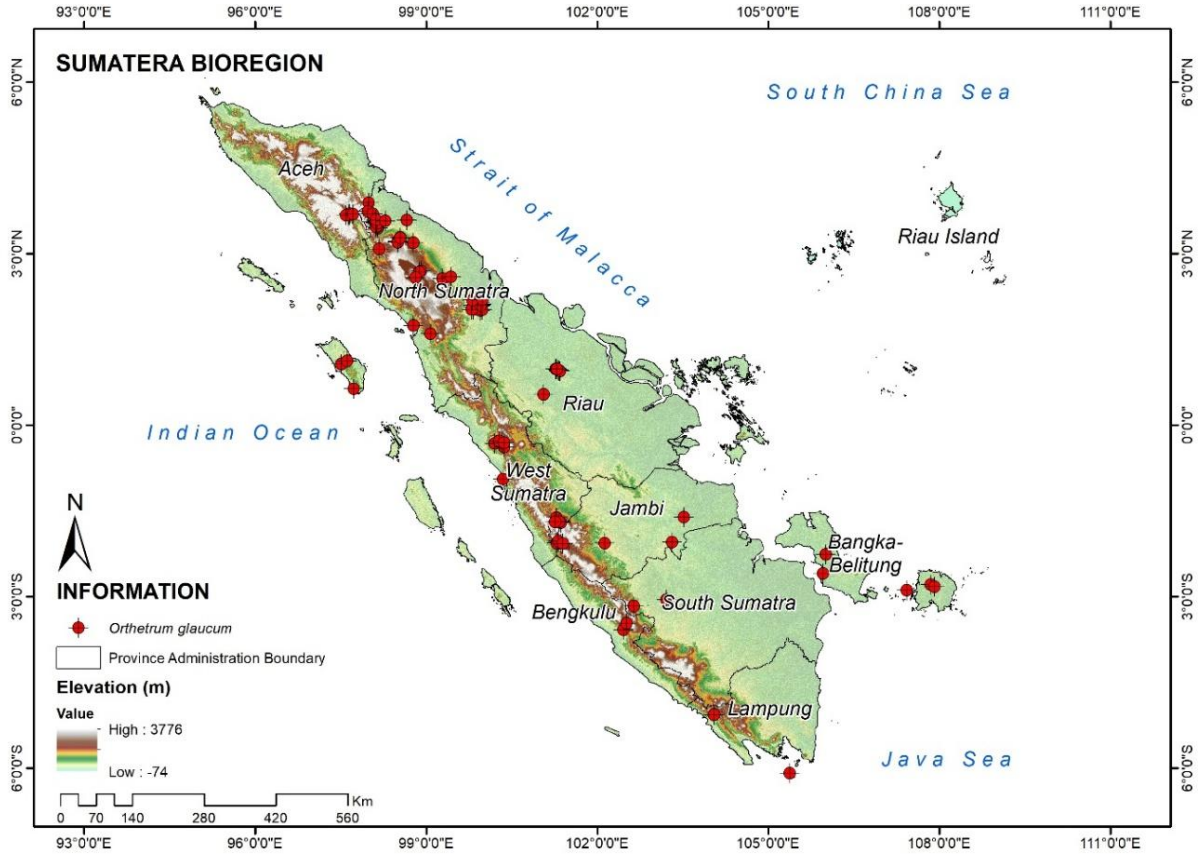 93°0'0"E 96°0'0"E 99°0'0"E 102°0'0"E 105°0'0"E 108°0'0"E 111°0'0"E
SUMATERA BIOREGION
6°0'0"N
6°0'0"N
South China Sea
Strait of Malacca
Aceh
Riau Island
3°0'0"N
3°0'0"N
North Sumatra
Riau
0°0'0"
0°0'0"
Indian Ocean
West
Sumatra
Jambi
N
Bangka-
Belitung
INFORMATION
3°0'0"S
3°0'0"S
Bengkulu
South Sumatra
Orthetrum glaucum
Province Administration Boundary
Elevation (m)
Value
High : 3776
Low : -74
Lampung
Java Sea
6°0'0"S
6°0'0"S
Km
0 70 140 280 420 560
93°0'0"E 96°0'0"E 99°0'0"E 102°0'0"E 105°0'0"E 108°0'0"E 111°0'0"E